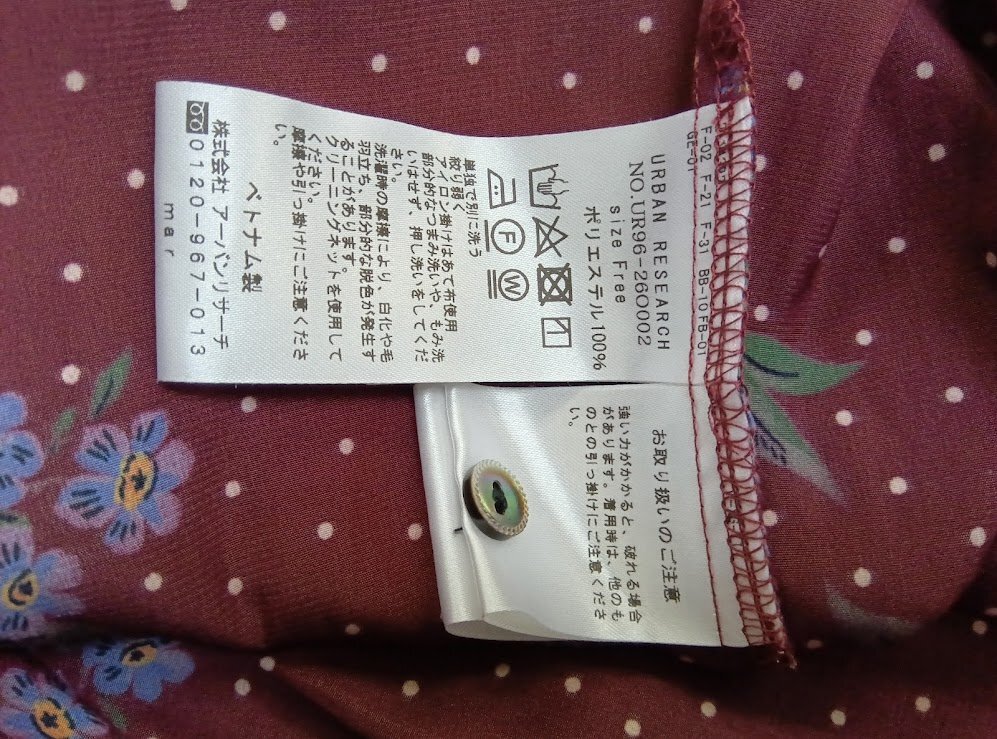 F-02 F-21 F-31 BB-10 FB-01
GE-01
URBAN RESEARCH
NO.UR96-260002
size Free
ポリエステル100%
単独で別に洗う
絞り弱く
アイロン掛けはあて布使用
部分的なつまみ洗いや、もみ洗
いはせず、押し洗いをしてくだ
さい。
洗濯時の摩擦により、白化や毛
羽立ち、部分的な脱色が発生す
ることがあります。
クリーニングネットを使用して
ください。
摩擦や引っ掛けにご注意くださ
い。
ベトナム製
株式会社 アーバンリサーチ
0120-967-013
mar
お取り扱いのご注意
強い力がかかると、破れる場合
があります。着用時は、他のも
のとの引っ掛けにご注意くださ
い。